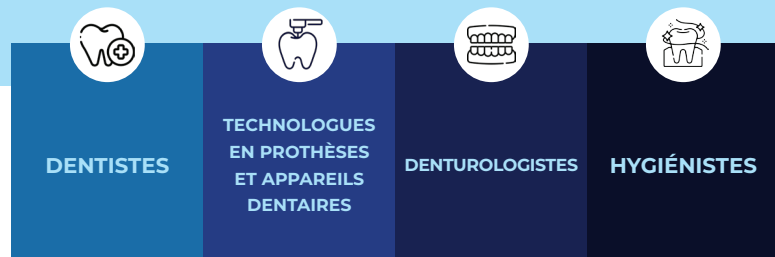 DENTISTES
TECHNOLOGUES
EN PROTHÈSES
ET APPAREILS
DENTAIRES
DENTUROLOGISTES
HYGIÉNISTES